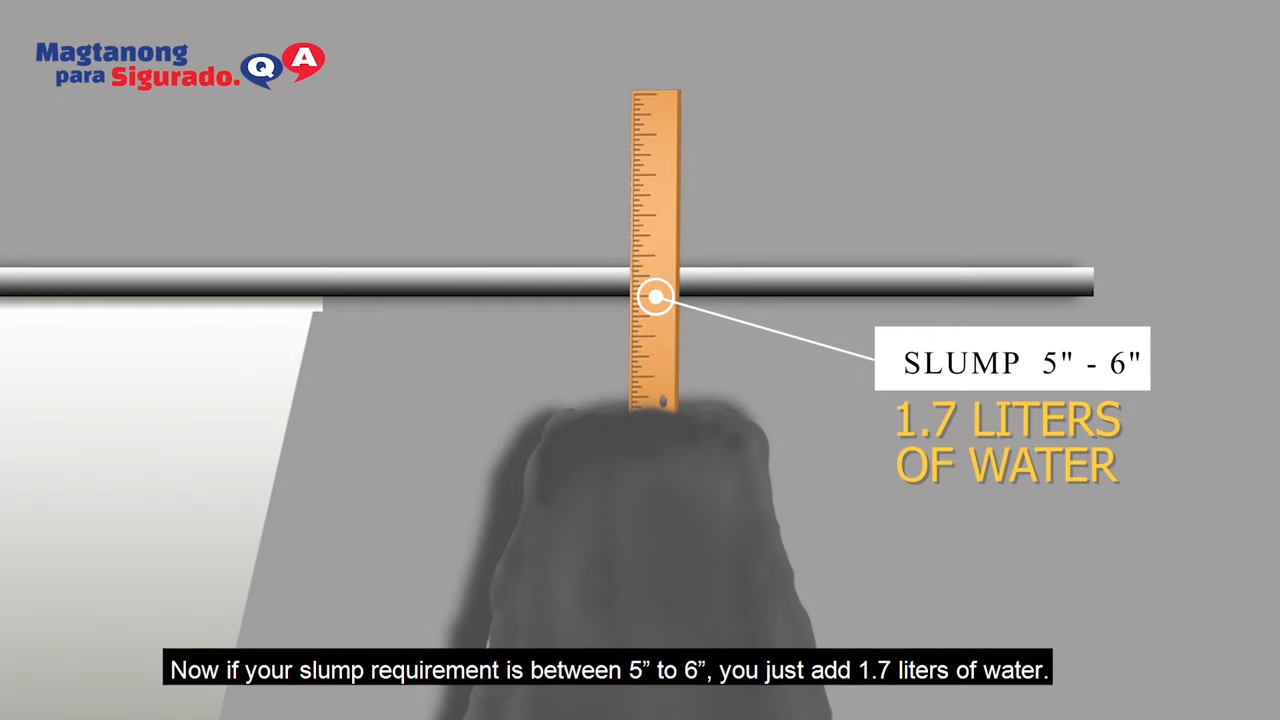 Magtanong
para Sigurado. Q A
SLUMP 5" - 6"
1.7 LITERS
OF WATER
Now if your slump requirement is between 5” to 6”, you just add 1.7 liters of water.